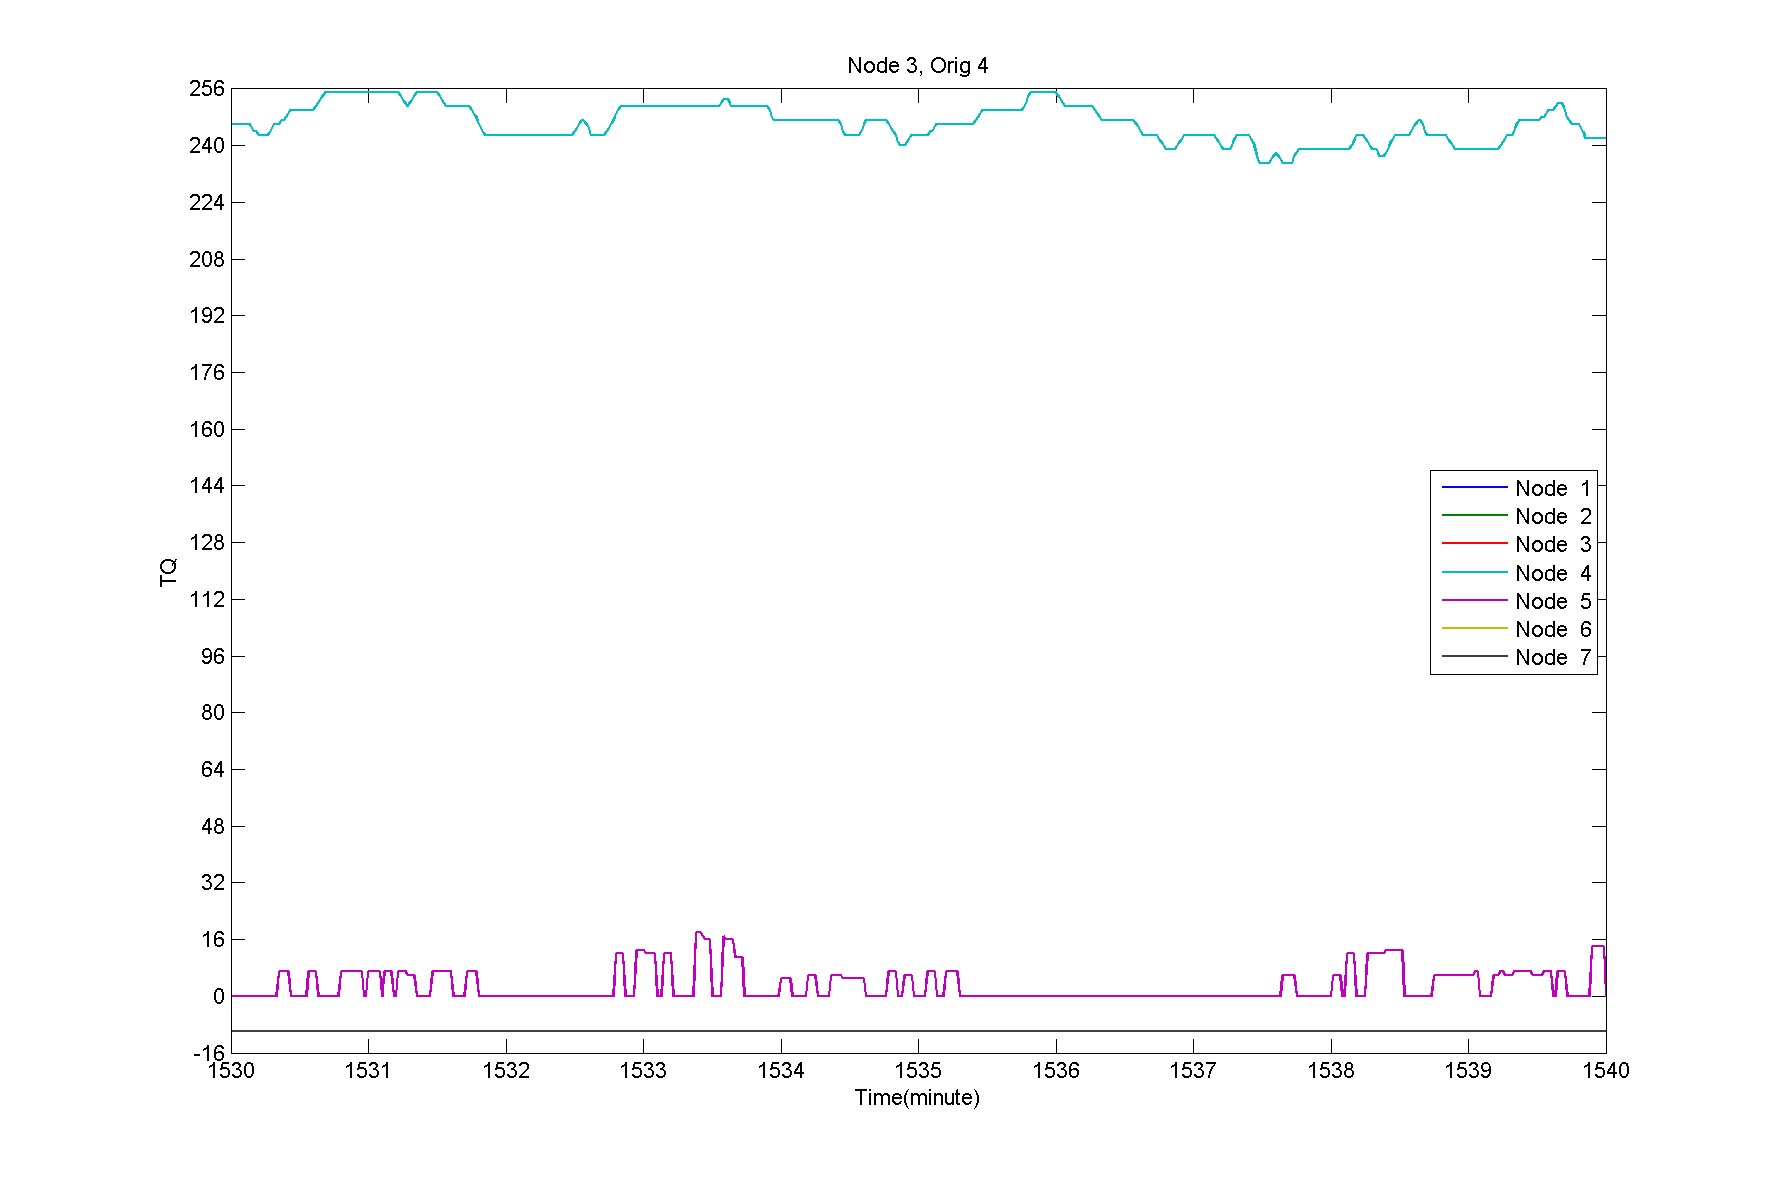 Node 3, Orig 4
256
240
224
208
192
176
160
144
128
112
96
80
64
48
32
16
0
-16
TQ
Node 1
Node 2
Node 3
Node 4
Node 5
Node 6
Node 7
1530 1531 1532 1533 1534 1535 1536 1537 1538 1539 1540
Time(minute)